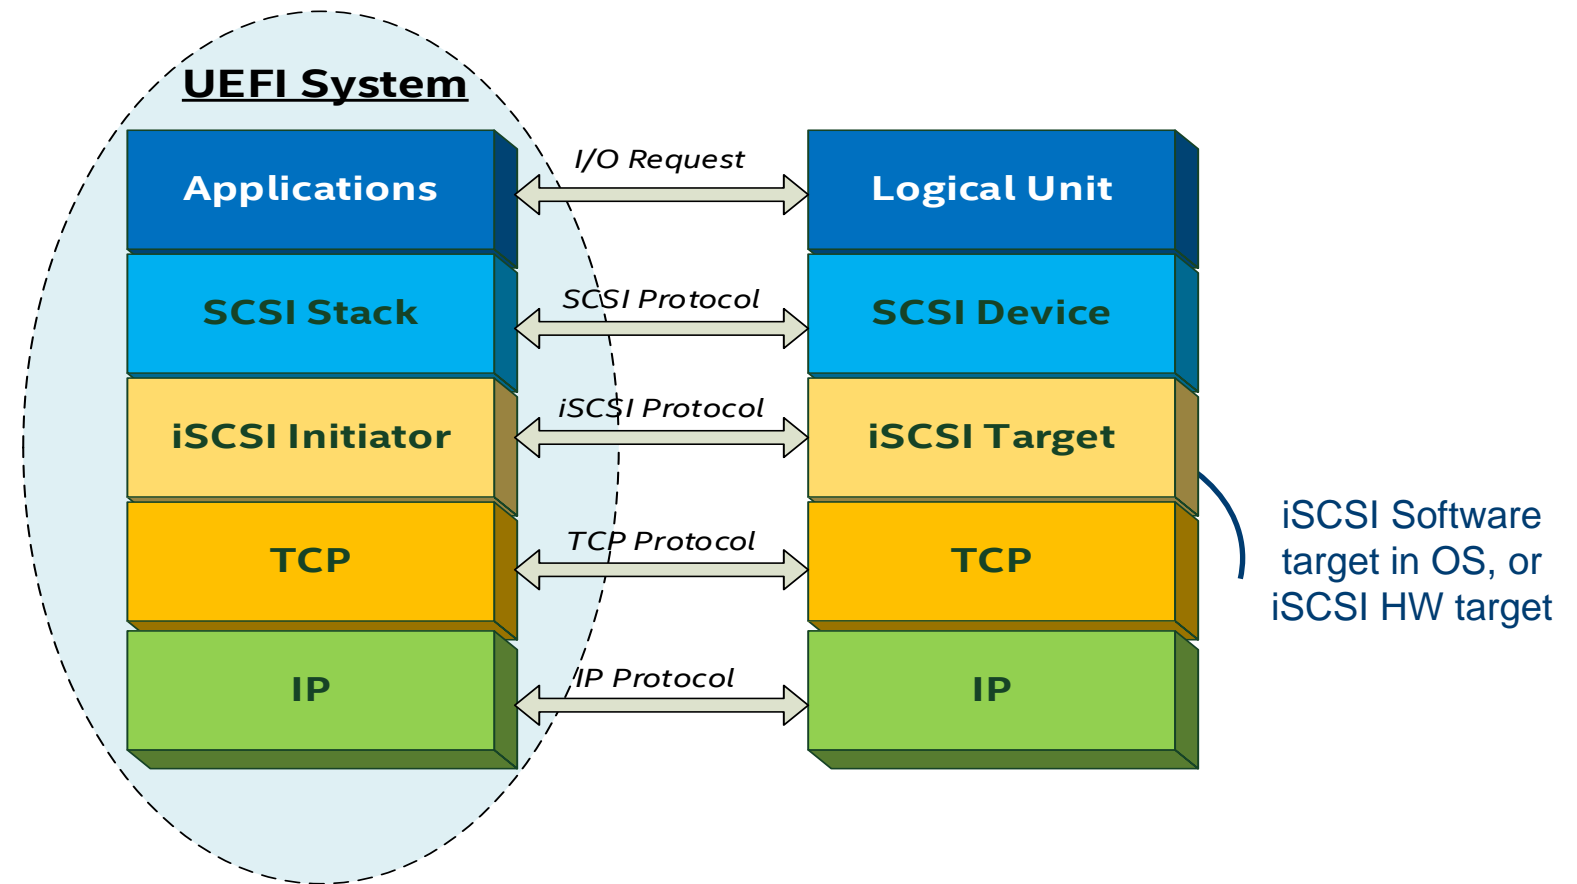 UEFI System
Applications
I/O Request
Logical Unit
SCSI Stack
SCSI Protocol
SCSI Device
iSCSI Initiator
iSCSI Protocol
iSCSI Target
TCP
TCP Protocol
TCP
iSCSI Software
target in OS, or
iSCSI HW target
IP
IP Protocol
IP